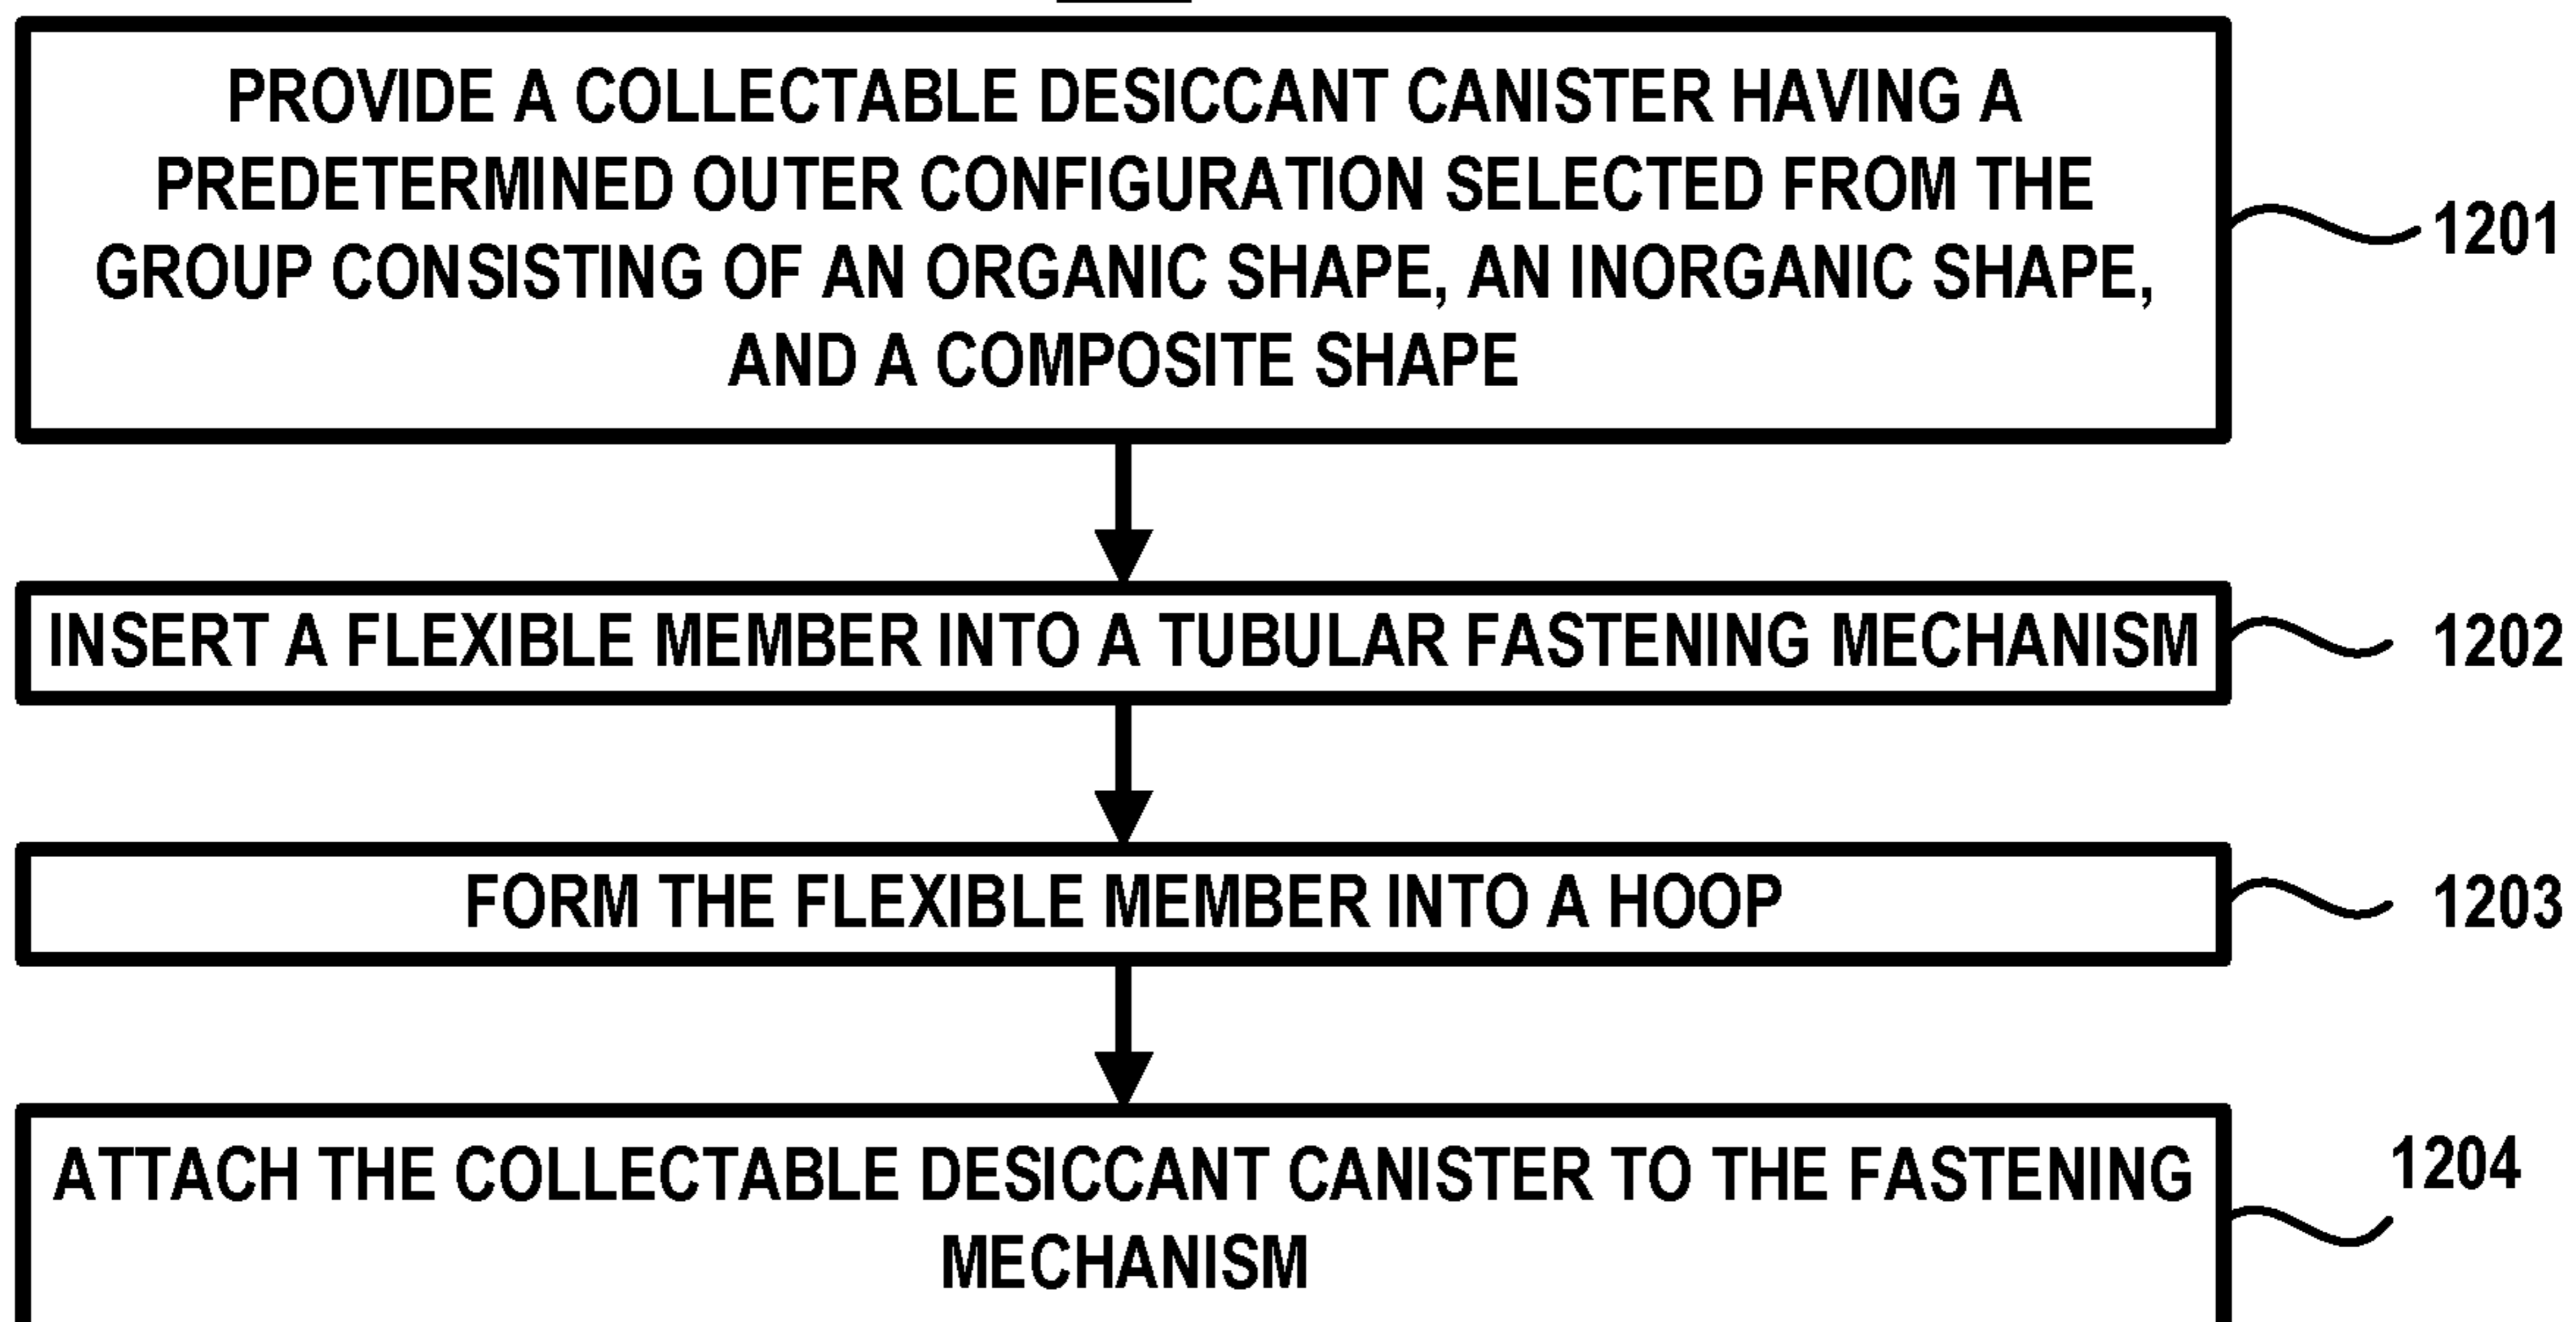 PROVIDE A COLLECTABLE DESICCANT CANISTER HAVING A
PREDETERMINED OUTER CONFIGURATION SELECTED FROM THE
GROUP CONSISTING OF AN ORGANIC SHAPE, AN INORGANIC SHAPE,
AND A COMPOSITE SHAPE
1201
INSERT A FLEXIBLE MEMBER INTO A TUBULAR FASTENING MECHANISM
1202
FORM THE FLEXIBLE MEMBER INTO A HOOP
1203
ATTACH THE COLLECTABLE DESICCANT CANISTER TO THE FASTENING
MECHANISM
1204